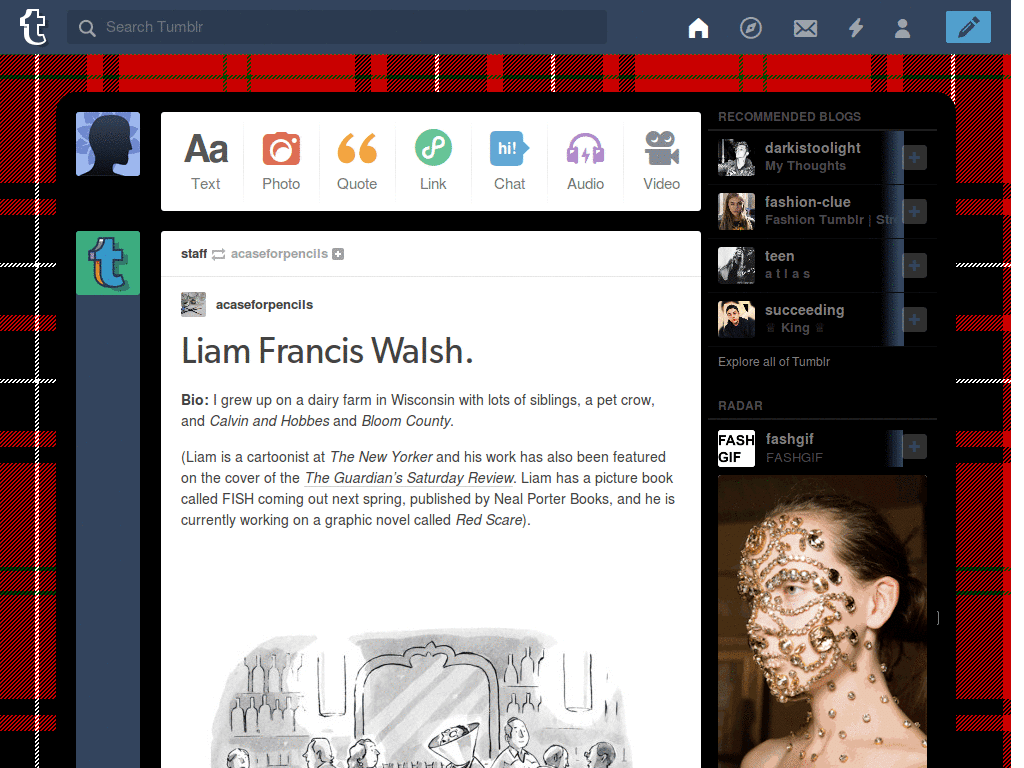 Search Tumblr
Aa
hi!
Text
Photo
Quote
Link
Chat
Audio
Video
staff acaseforpencils
acaseforpencils
Liam Francis Walsh.
Bio: I grew up on a dairy farm in Wisconsin with lots of siblings, a pet crow,
and Calvin and Hobbes and Bloom County.
(Liam is a cartoonist at The New Yorker and his work has also been featured
on the cover of the The Guardian’s Saturday Review. Liam has a picture book
called FISH coming out next spring, published by Neal Porter Books, and he is
currently working on a graphic novel called Red Scare).
RECOMMENDED BLOGS
darkistoolight
My Thoughts
fashion-clue
Fashion Tumblr | Str
teen
a t l a s
succeeding
♕ King ♕
Explore all of Tumblr
RADAR
FASH
GIF
fashgif
FASHGIF